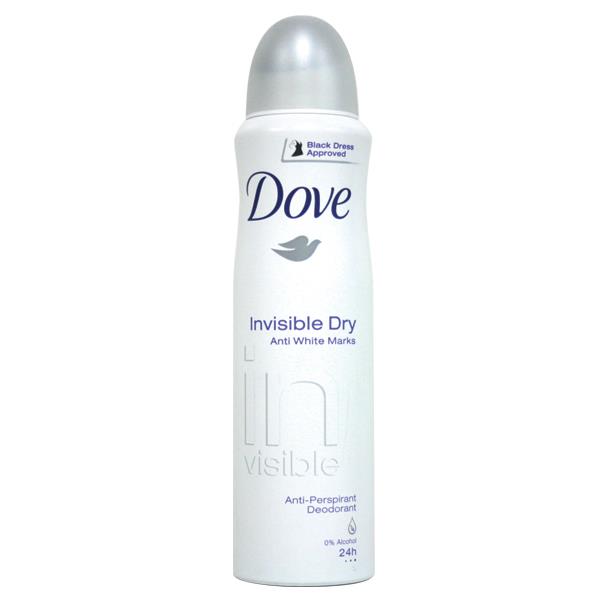 Black Dress
Approved
Dove
Invisible Dry
Anti White Marks
in
visible
Anti-Perspirant
Deodorant
0% Alcohol
24h